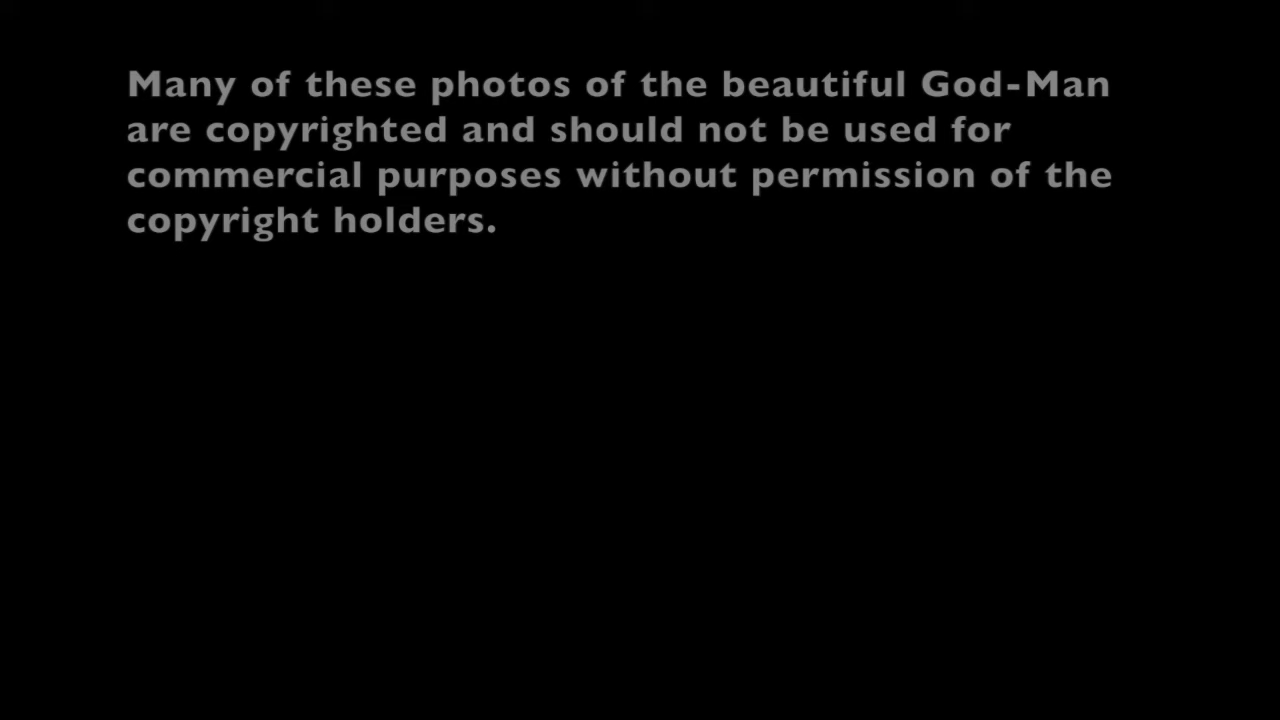 Many of these photos of the beautiful God-Man
are copyrighted and should not be used for
commercial purposes without permission of the
copyright holders.